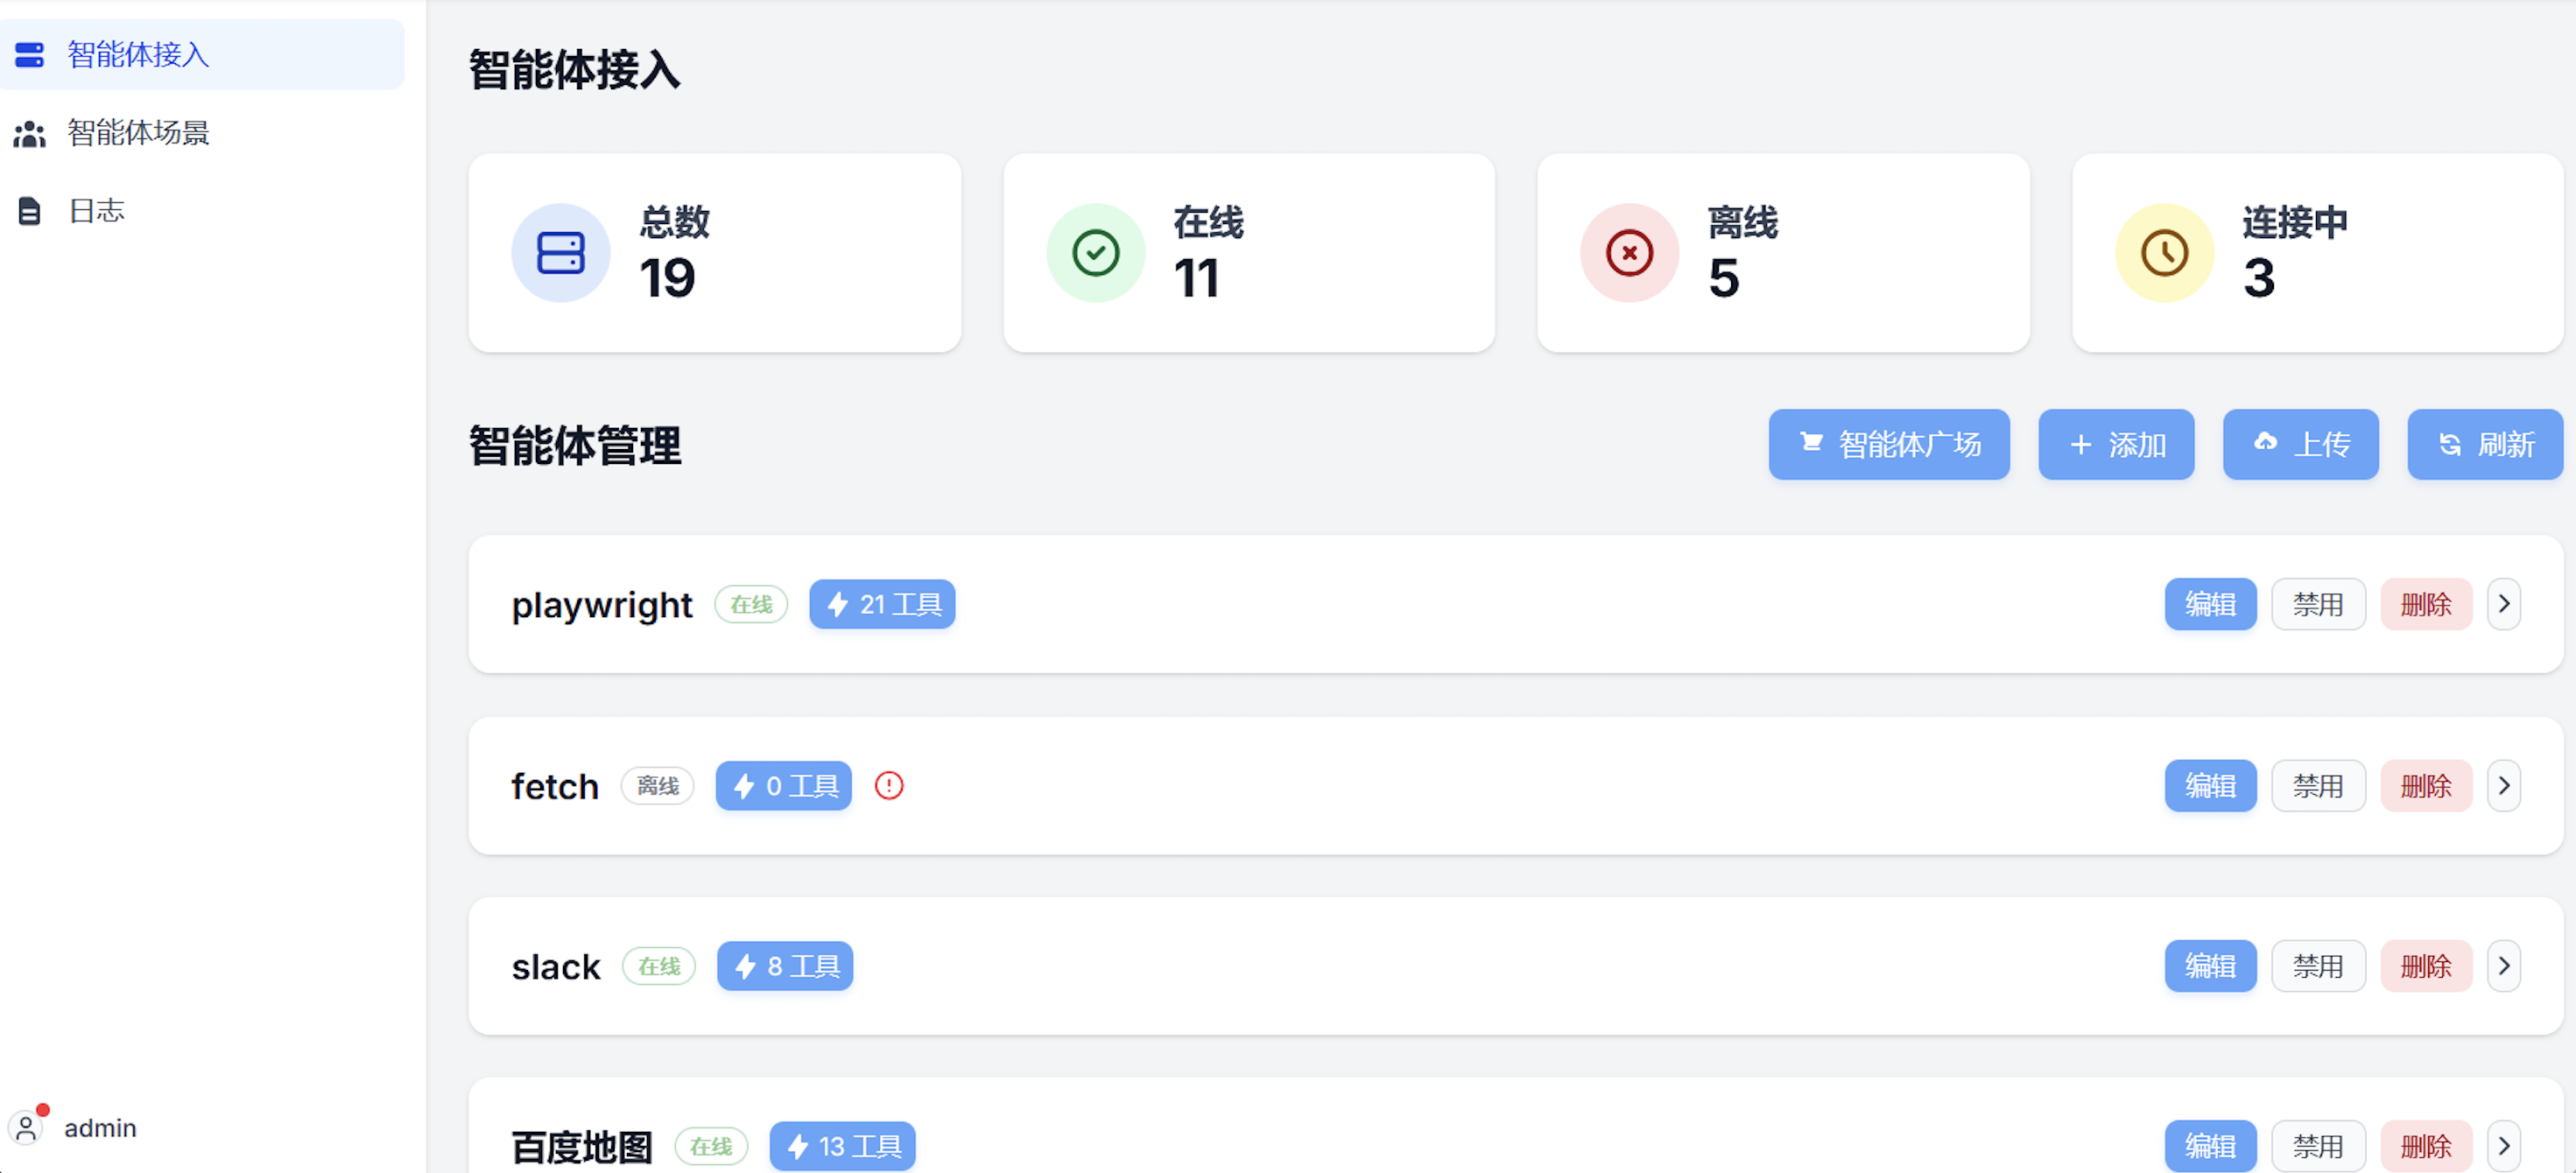 智能体接入
智能体场景
日志
admin
智能体接入
总数
19
在线
11
离线
5
连接中
3
智能体管理
智能体广场
添加
上传
刷新
playwright 在线 21 工具 编辑 禁用 删除
fetch 离线 0 工具 编辑 禁用 删除
slack 在线 8 工具 编辑 禁用 删除
百度地图 在线 13 工具 编辑 禁用 删除